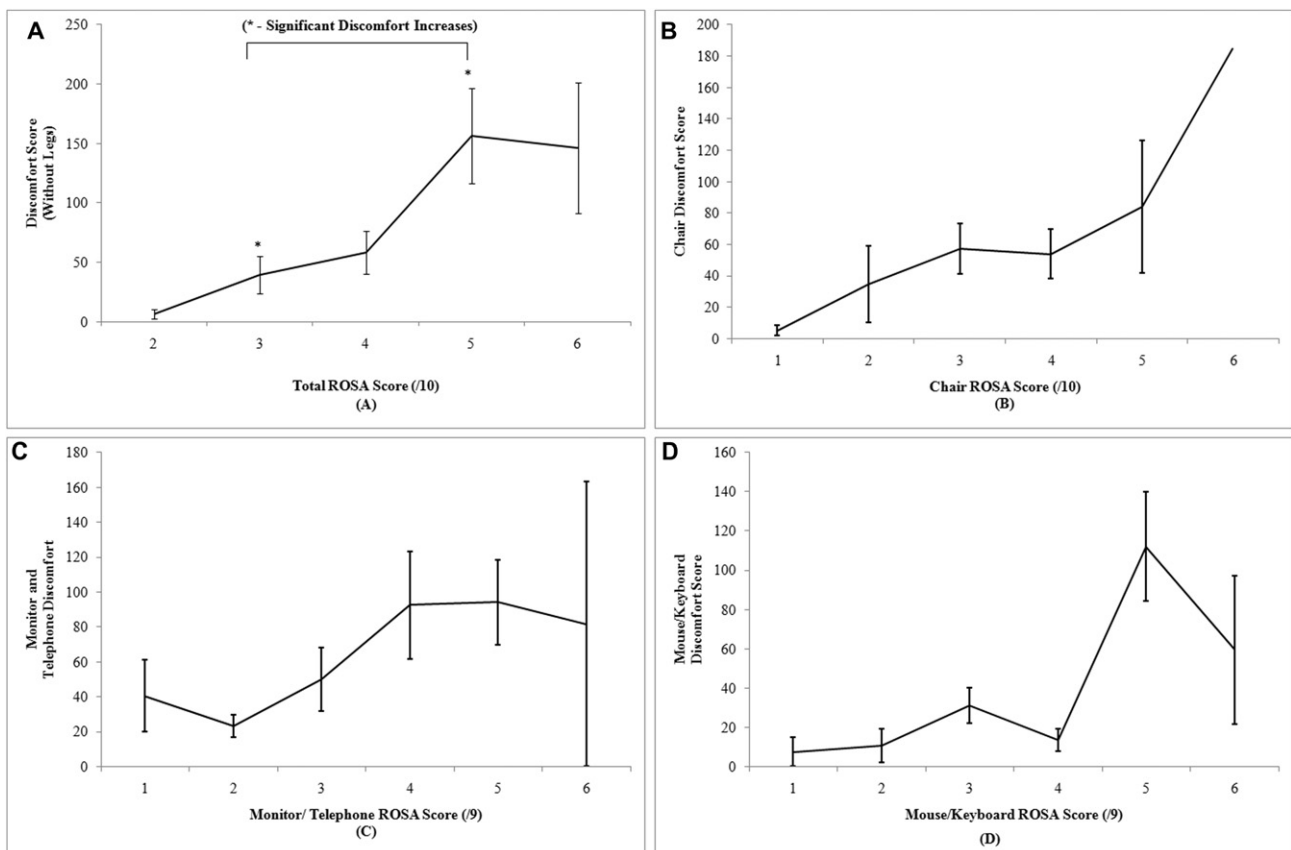 A
(* - Significant Discomfort Increases)
*
*
Discomfort Score
(Without Legs)
250
200
150
100
50
0
2 3 4 5 6
Total ROSA Score (/10)
(A)
B
Chair Discomfort Score
200
180
160
140
120
100
80
60
40
20
0
1 2 3 4 5 6
Chair ROSA Score (/10)
(B)
C
Monitor and
Telephone Discomfort
180
160
140
120
100
80
60
40
20
0
1 2 3 4 5 6
Monitor/ Telephone ROSA Score (/9)
(C)
D
Mouse/Keyboard
Discomfort Score
160
140
120
100
80
60
40
20
0
1 2 3 4 5 6
Mouse/Keyboard ROSA Score (/9)
(D)